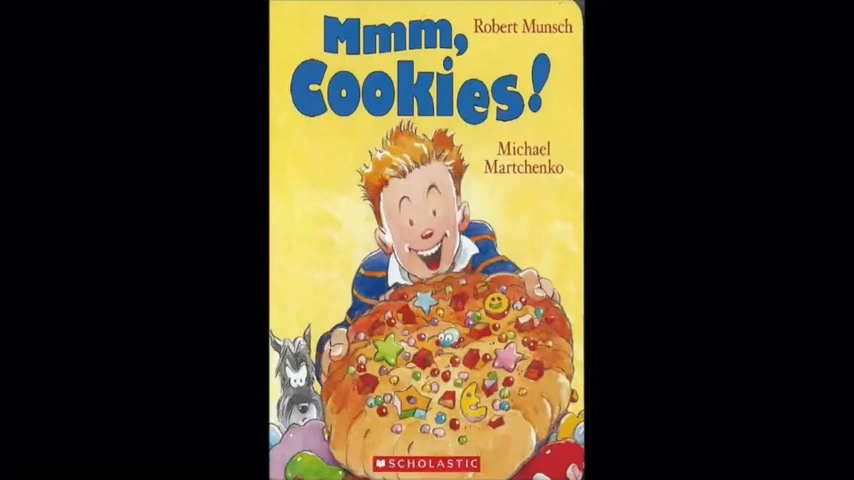 Mmm,
Robert Munsch
Cookies!
Michael
Martchenko
SCHOLASTIC